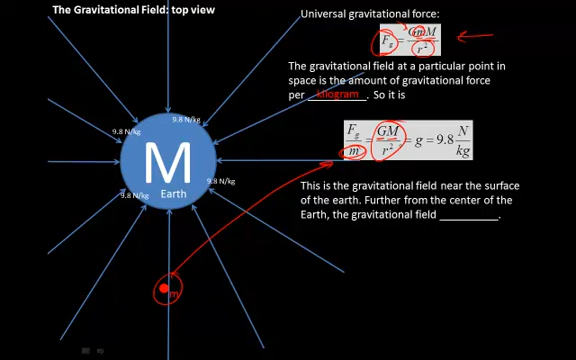 The Gravitational Field: top view
Universal gravitational force:
F_g = GmM / r²
The gravitational field at a particular point in
space is the amount of gravitational force
per kilogram. So it is
F_g / m = GM / r² = g = 9.8 N / kg
9.8 N/kg
9.8 N/kg
M
Earth
9.8 N/kg
9.8 N/kg
This is the gravitational field near the surface
of the earth. Further from the center of the
Earth, the gravitational field __________.
m